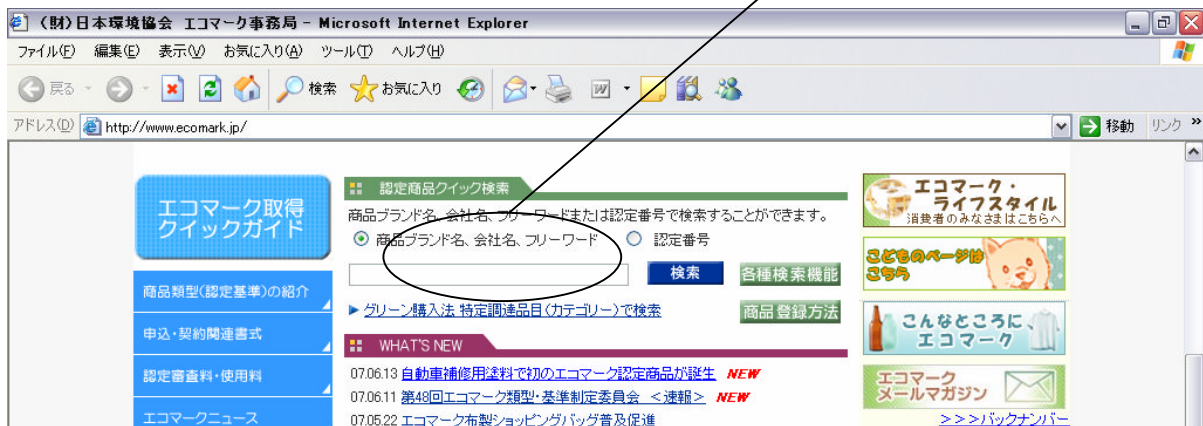 (財)日本環境協会 エコマーク事務局 - Microsoft Internet Explorer
ファイル(F) 編集(E) 表示(V) お気に入り(A) ツール(T) ヘルプ(H)
戻る 検索 お気に入り
アドレス(D) http://www.ecomark.jp/ 移動 リンク »
エコマーク取得
クイックガイド
商品類型(認定基準)の紹介
申込・契約関連書式
認定審査料・使用料
エコマークニュース
認定商品クイック検索
商品ブランド名、会社名、フリーワードまたは認定番号で検索することができます。
商品ブランド名、会社名、フリーワード 認定番号
検索 各種検索機能
グリーン購入法 特定調達品目(カテゴリー)で検索 商品登録方法
WHAT'S NEW
07.06.13 自動車補修用塗料で初のエコマーク認定商品が誕生 NEW
07.06.11 第48回エコマーク類型・基準制定委員会 <速報> NEW
07.05.22 エコマーク布製ショッピングバッグ普及促進
エコマーク・
ライフスタイル
消費者のみなさまはこちらへ
こどものページは
こちら
こんなところに、
エコマーク
エコマーク
メールマガジン
>>>バックナンバー